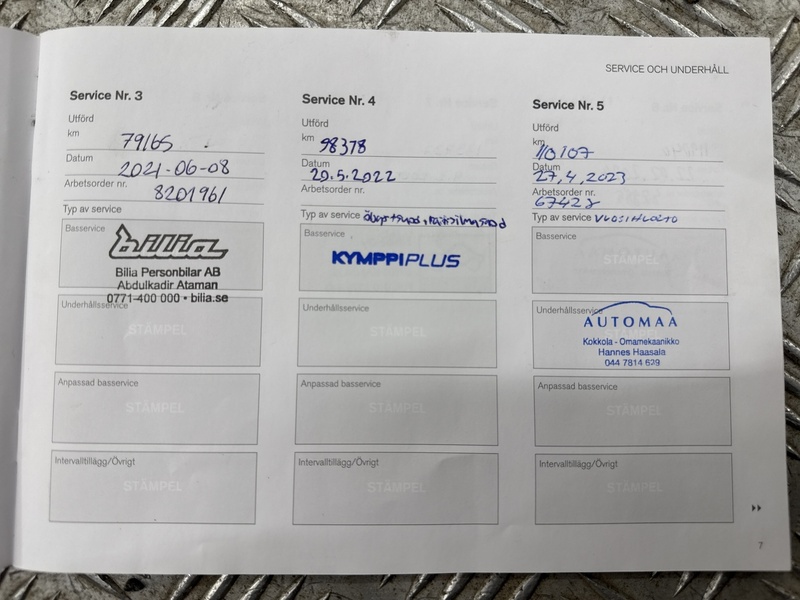 SERVICE OCH UNDERHÅLL
Service Nr. 3
Utförd
km 79165
Datum 2021-06-08
Arbetsorder nr. 8201961
Typ av service
Basservice
bilia
Bilia Personbilar AB
Abdulkadir Ataman
0771-400 000 • bilia.se
Underhållsservice
STÄMPEL
Anpassad basservice
STÄMPEL
Intervalltillägg/Övrigt
STÄMPEL
Service Nr. 4
Utförd
km 98378
Datum 20.5.2022
Arbetsorder nr.
Typ av service
Basservice
KYMPPIPLUS
Underhållsservice
STÄMPEL
Anpassad basservice
STÄMPEL
Intervalltillägg/Övrigt
STÄMPEL
Service Nr. 5
Utförd
km 110107
Datum 27,4,2023
Arbetsorder nr.
Typ av service VUOSIHUOLTO
Basservice
STÄMPEL
Underhållsservice
AUTOMAA
Kokkola - Omamekaanikko
Hannes Haasala
044 7814 629
Anpassad basservice
STÄMPEL
Intervalltillägg/Övrigt
STÄMPEL
7